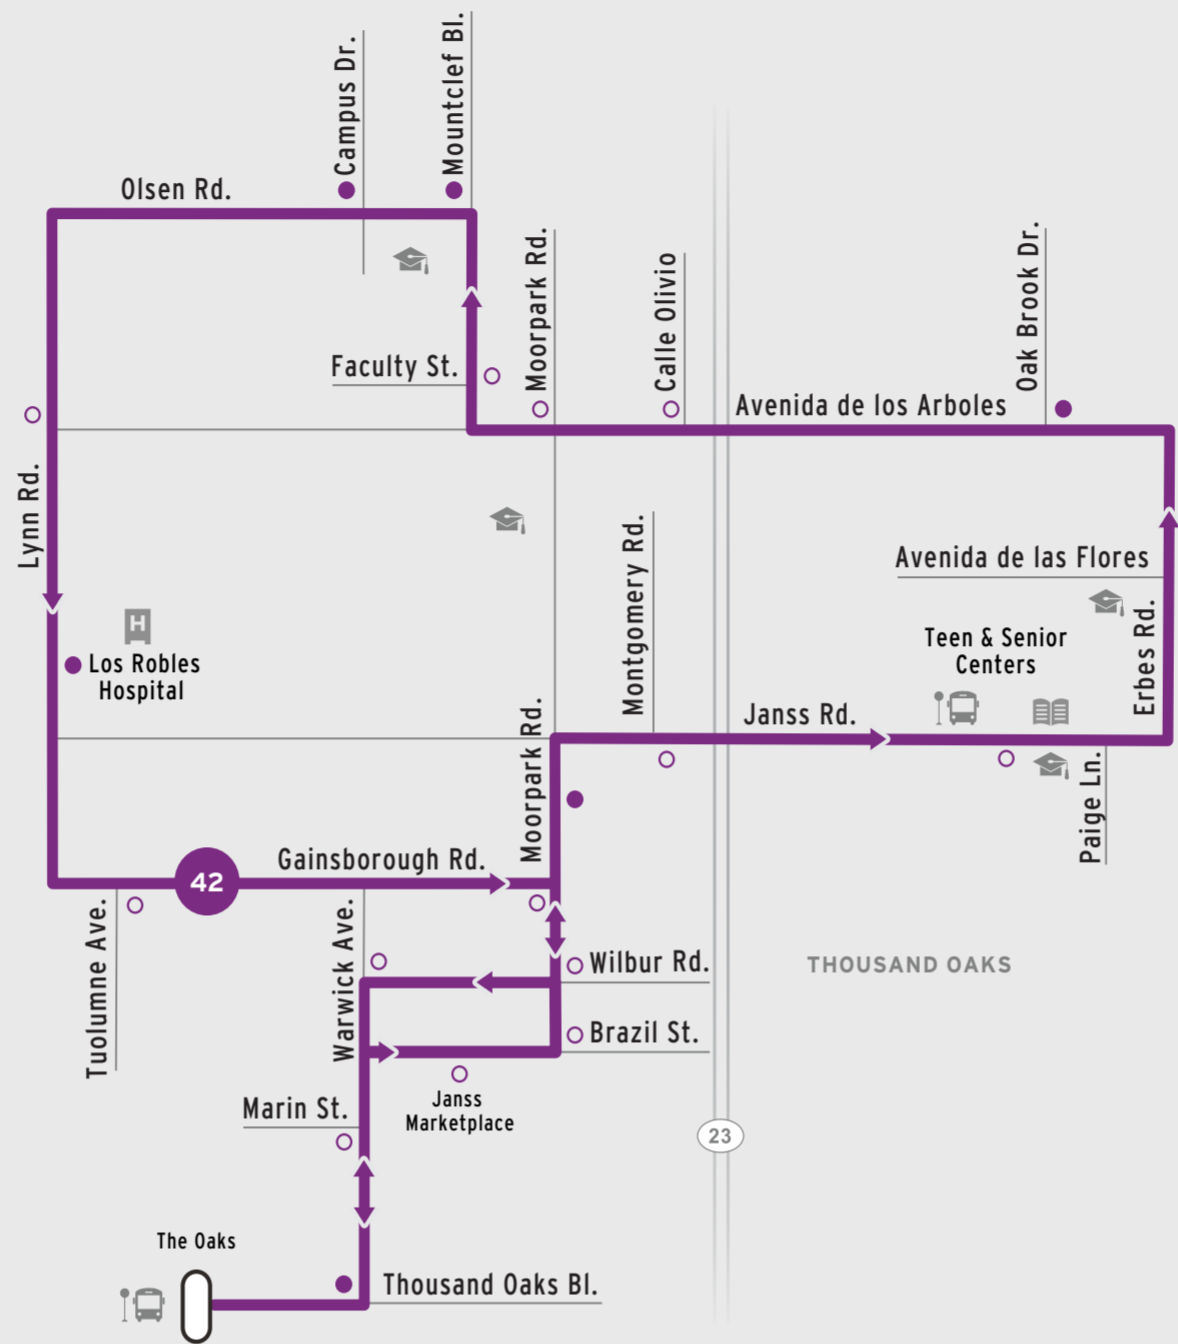 Campus Dr.
Mountclef Bl.
Olsen Rd.
Moorpark Rd.
Calle Olivio
Oak Brook Dr.
Faculty St.
Avenida de los Arboles
Lynn Rd.
Montgomery Rd.
Avenida de las Flores
H
Los Robles
Hospital
Teen & Senior
Centers
Erbes Rd.
Moorpark Rd.
Janss Rd.
Paige Ln.
Gainsborough Rd.
42
Tuolumne Ave.
Warwick Ave.
Wilbur Rd.
THOUSAND OAKS
Brazil St.
Janss
Marketplace
Marin St.
23
The Oaks
Thousand Oaks Bl.